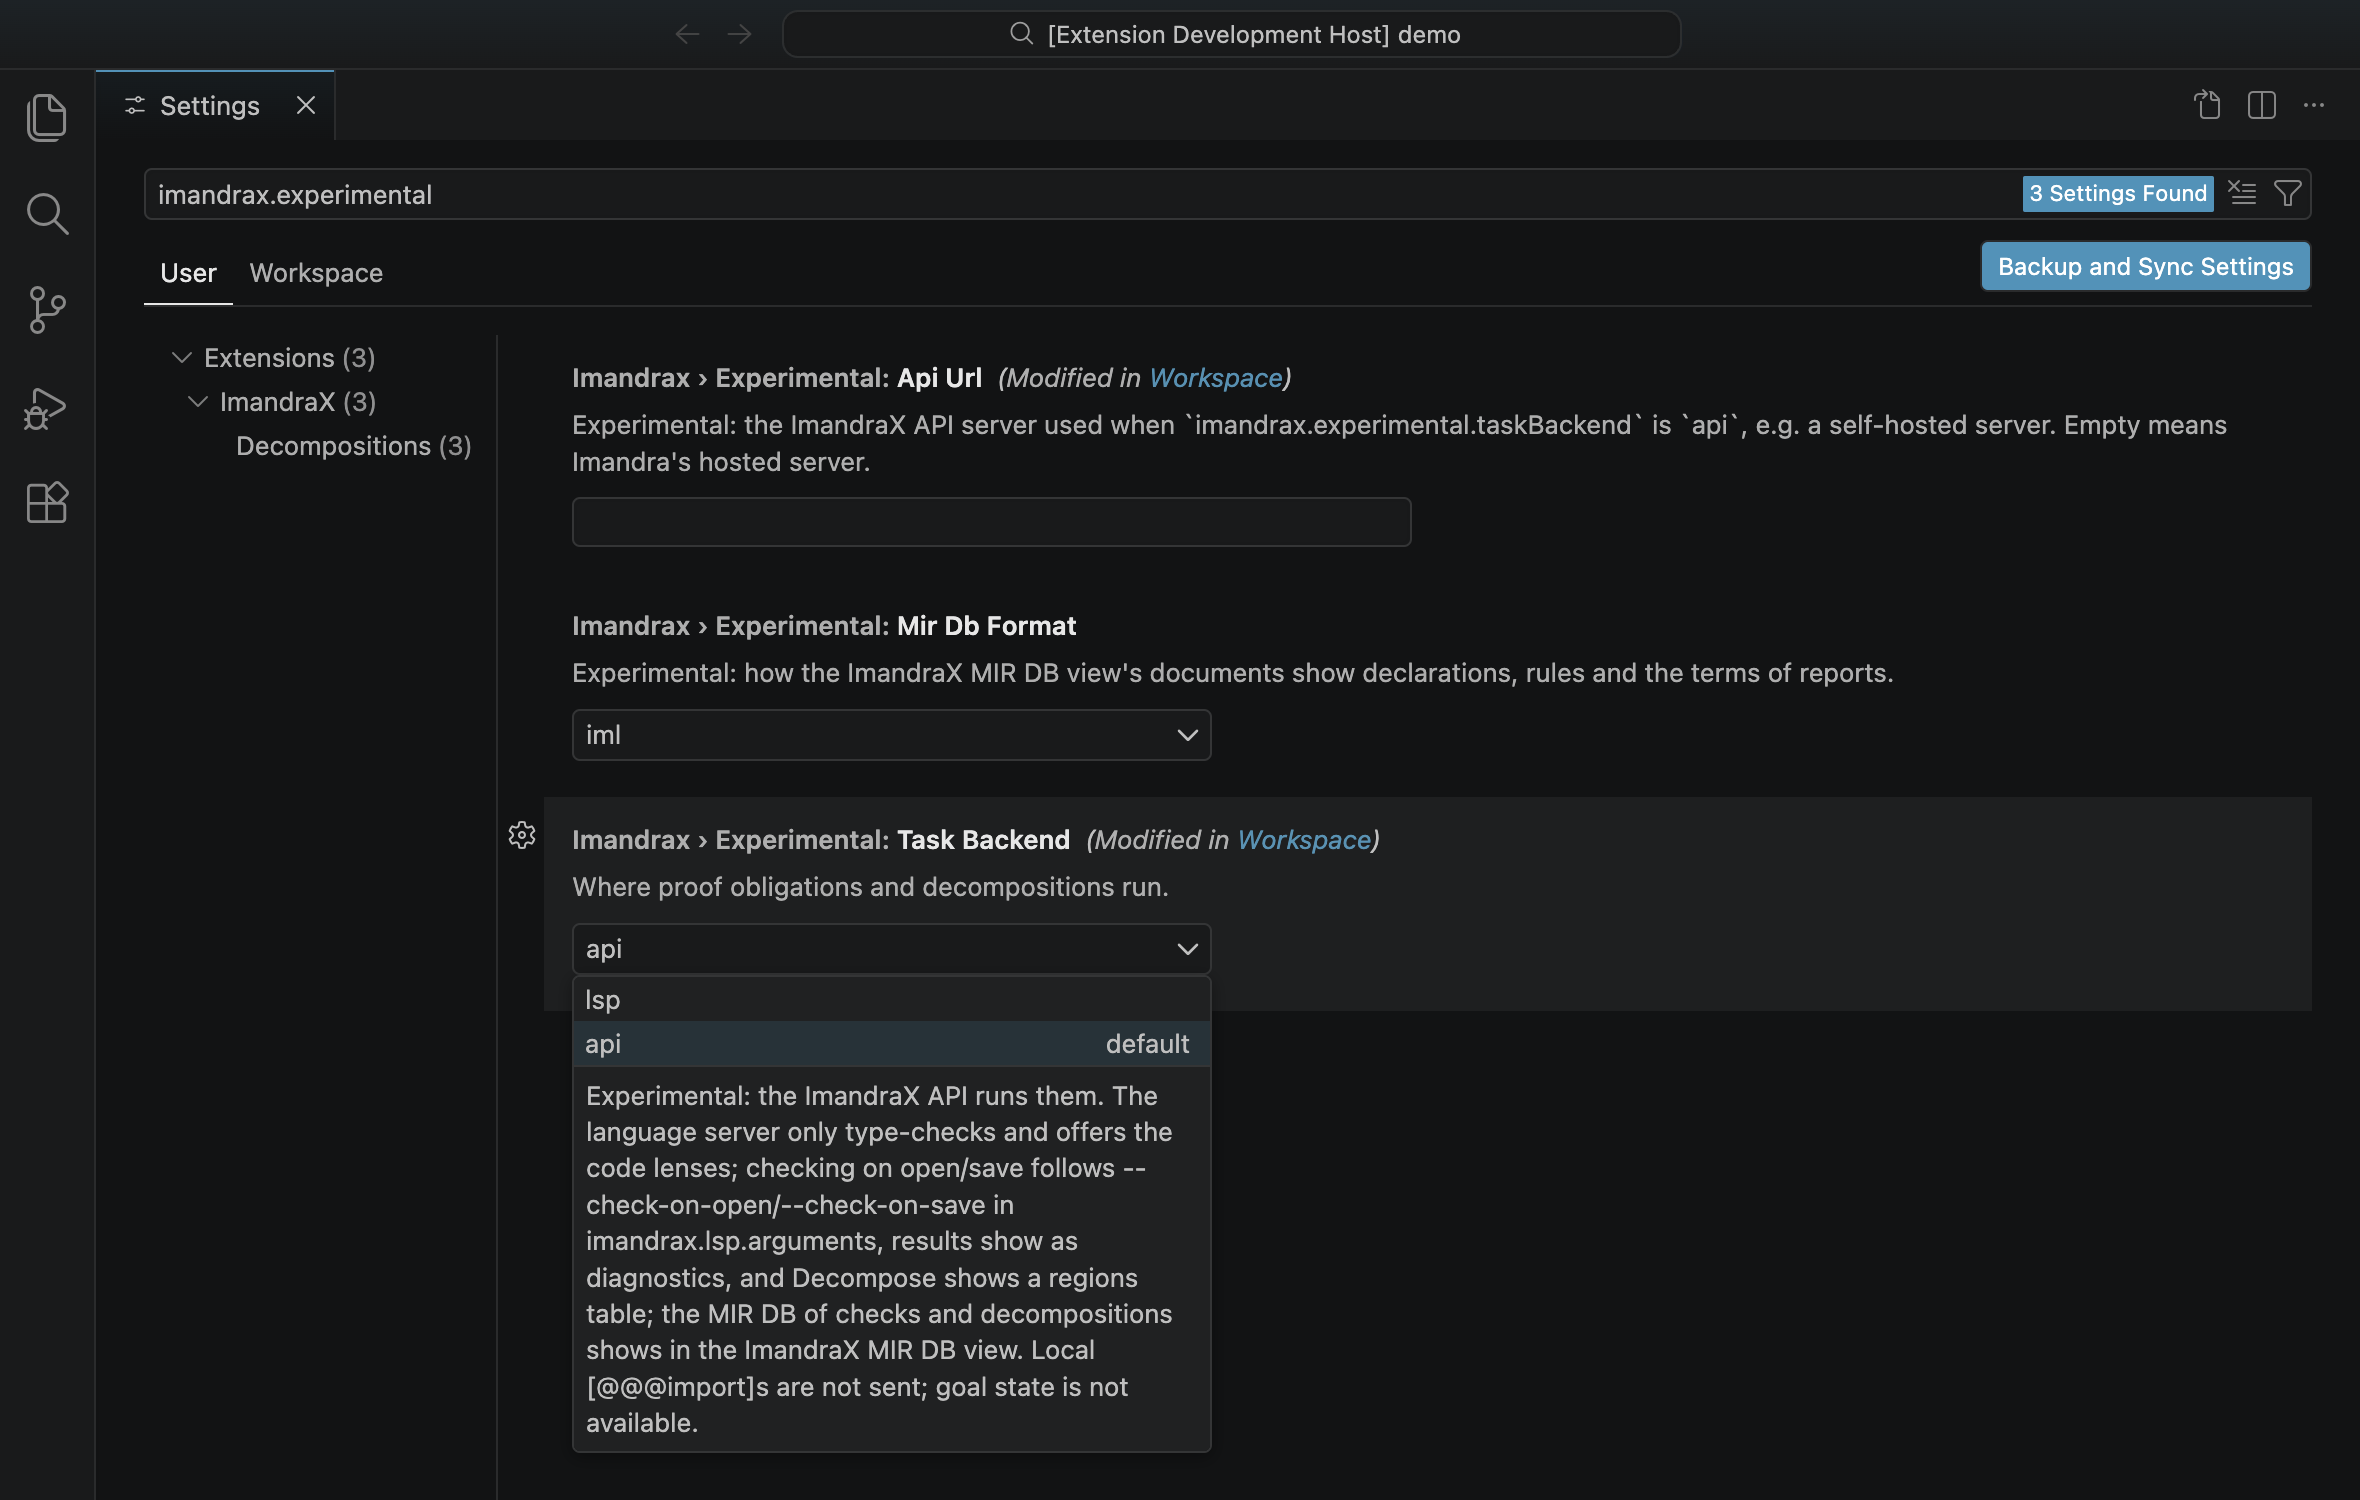 [Extension Development Host] demo
Settings
imandrax.experimental
3 Settings Found
User
Workspace
Backup and Sync Settings
Extensions (3)
ImandraX (3)
Decompositions (3)
Imandrax › Experimental: Api Url (Modified in Workspace)
Experimental: the ImandraX API server used when `imandrax.experimental.taskBackend` is `api`, e.g. a self-hosted server. Empty means
Imandra's hosted server.
Imandrax › Experimental: Mir Db Format
Experimental: how the ImandraX MIR DB view's documents show declarations, rules and the terms of reports.
iml
Imandrax › Experimental: Task Backend (Modified in Workspace)
Where proof obligations and decompositions run.
api
lsp
api default
Experimental: the ImandraX API runs them. The
language server only type-checks and offers the
code lenses; checking on open/save follows --
check-on-open/--check-on-save in
imandrax.lsp.arguments, results show as
diagnostics, and Decompose shows a regions
table; the MIR DB of checks and decompositions
shows in the ImandraX MIR DB view. Local
[@@@import]s are not sent; goal state is not
available.